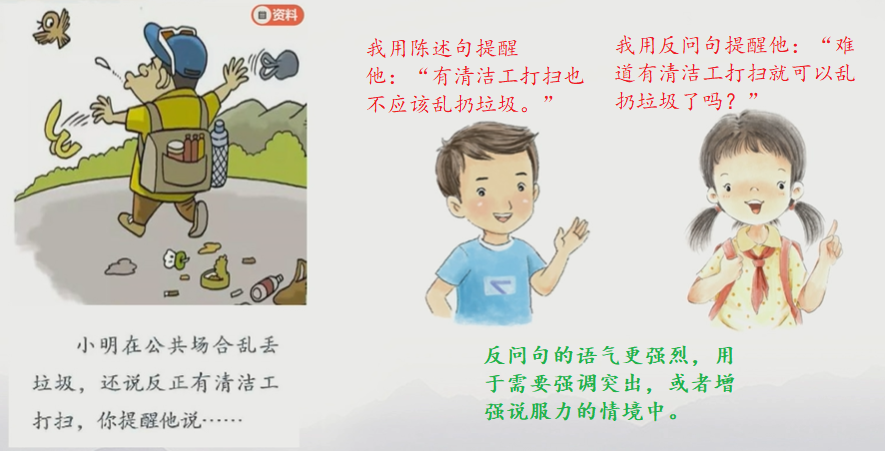 资料
小明在公共场合乱丢
垃圾，还说反正有清洁工
打扫，你提醒他说……
我用陈述句提醒
他：“有清洁工打扫也
不应该乱扔垃圾。”
我用反问句提醒他：“难
道有清洁工打扫就可以乱
扔垃圾了吗？”
反问句的语气更强烈，用
于需要强调突出，或者增
强说服力的情境中。